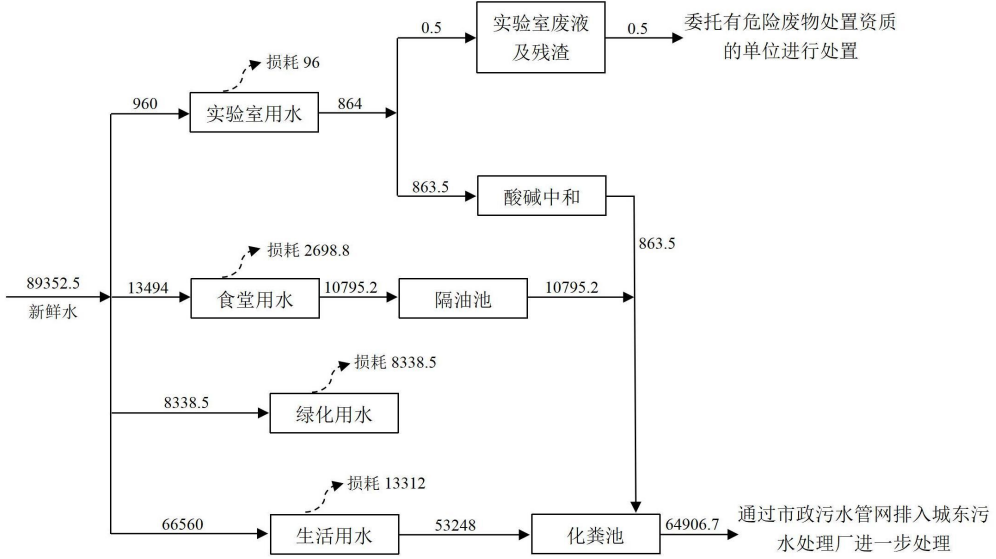 0.5
实验室废液
及残渣
0.5
委托有危险废物处置资质
的单位进行处置
损耗 96
960
实验室用水
864
863.5
酸碱中和
863.5
损耗 2698.8
89352.5
新鲜水
13494
食堂用水
10795.2
隔油池
10795.2
损耗 8338.5
8338.5
绿化用水
损耗 13312
66560
生活用水
53248
化粪池
64906.7
通过市政污水管网排入城东污
水处理厂进一步处理